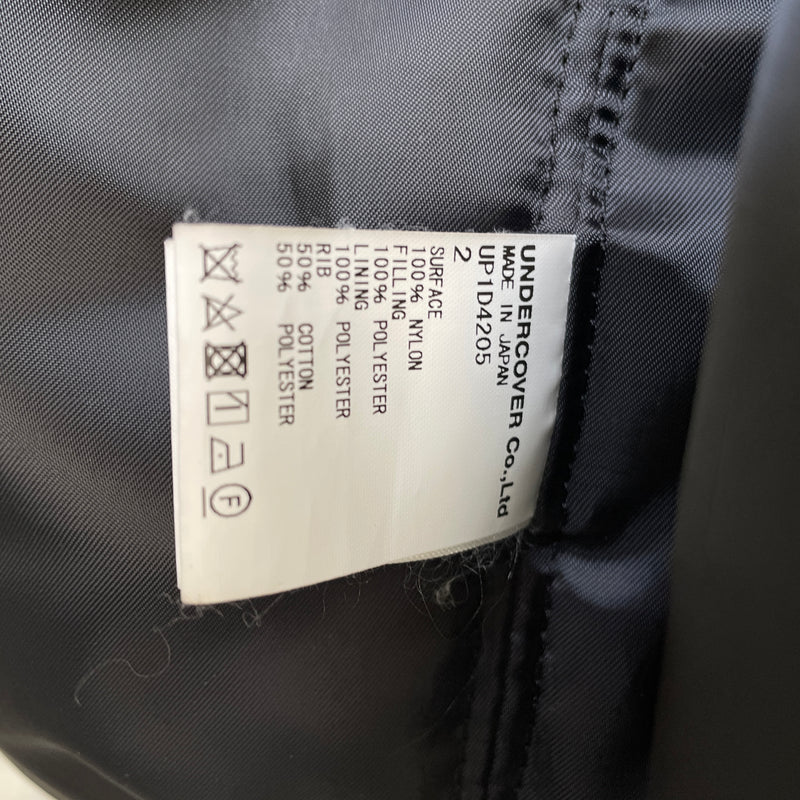 UNDERCOVER Co.,Ltd
MADE IN JAPAN
UP1D4205
2
SURFACE
100% NYLON
FILLING
100% POLYESTER
LINING
100% POLYESTER
RIB
50% COTTON
50% POLYESTER
F